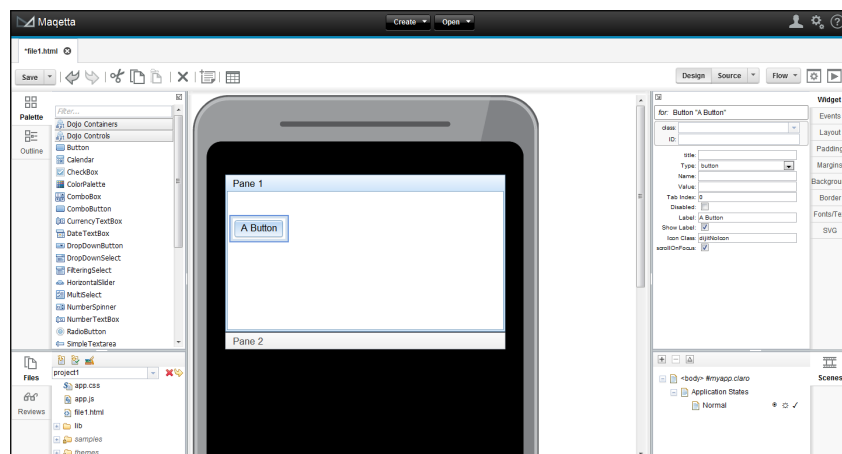 Maqetta
Create Open
*file1.html
Save
Design Source Flow
Palette
Outline
Filter...
Dojo Containers
Dojo Controls
Button
Calendar
CheckBox
ColorPalette
ComboBox
ComboButton
CurrencyTextBox
DateTextBox
DropDownButton
DropDownSelect
FilteringSelect
HorizontalSlider
MultiSelect
NumberSpinner
NumberTextBox
RadioButton
SimpleTextarea
Pane 1
A Button
Pane 2
for: Button "A Button"
class:
ID:
title:
Type: button
Name:
Value:
Tab Index: 0
Disabled:
Label: A Button
Show Label:
Icon Class: dijitNoIcon
scrollOnFocus:
Widget
Events
Layout
Padding
Margins
Backgrou
Border
Fonts/Te
SVG
Files
Reviews
project1
app.css
app.js
file1.html
lib
samples
themes
<body> #myapp.claro
Application States
Normal
Scenes